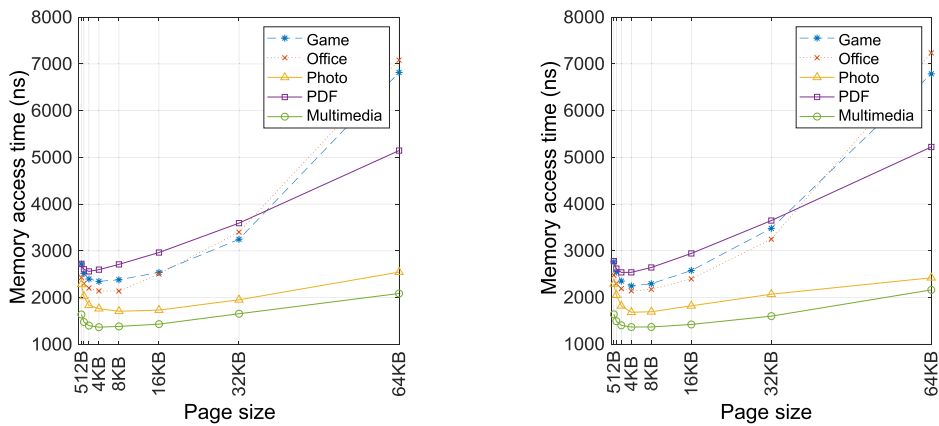 8000
7000
6000
5000
4000
3000
2000
1000
Memory access time (ns)
Game
Office
Photo
PDF
Multimedia
512B
4KB
8KB
16KB
32KB
64KB
Page size
8000
7000
6000
5000
4000
3000
2000
1000
Memory access time (ns)
Game
Office
Photo
PDF
Multimedia
512B
4KB
8KB
16KB
32KB
64KB
Page size